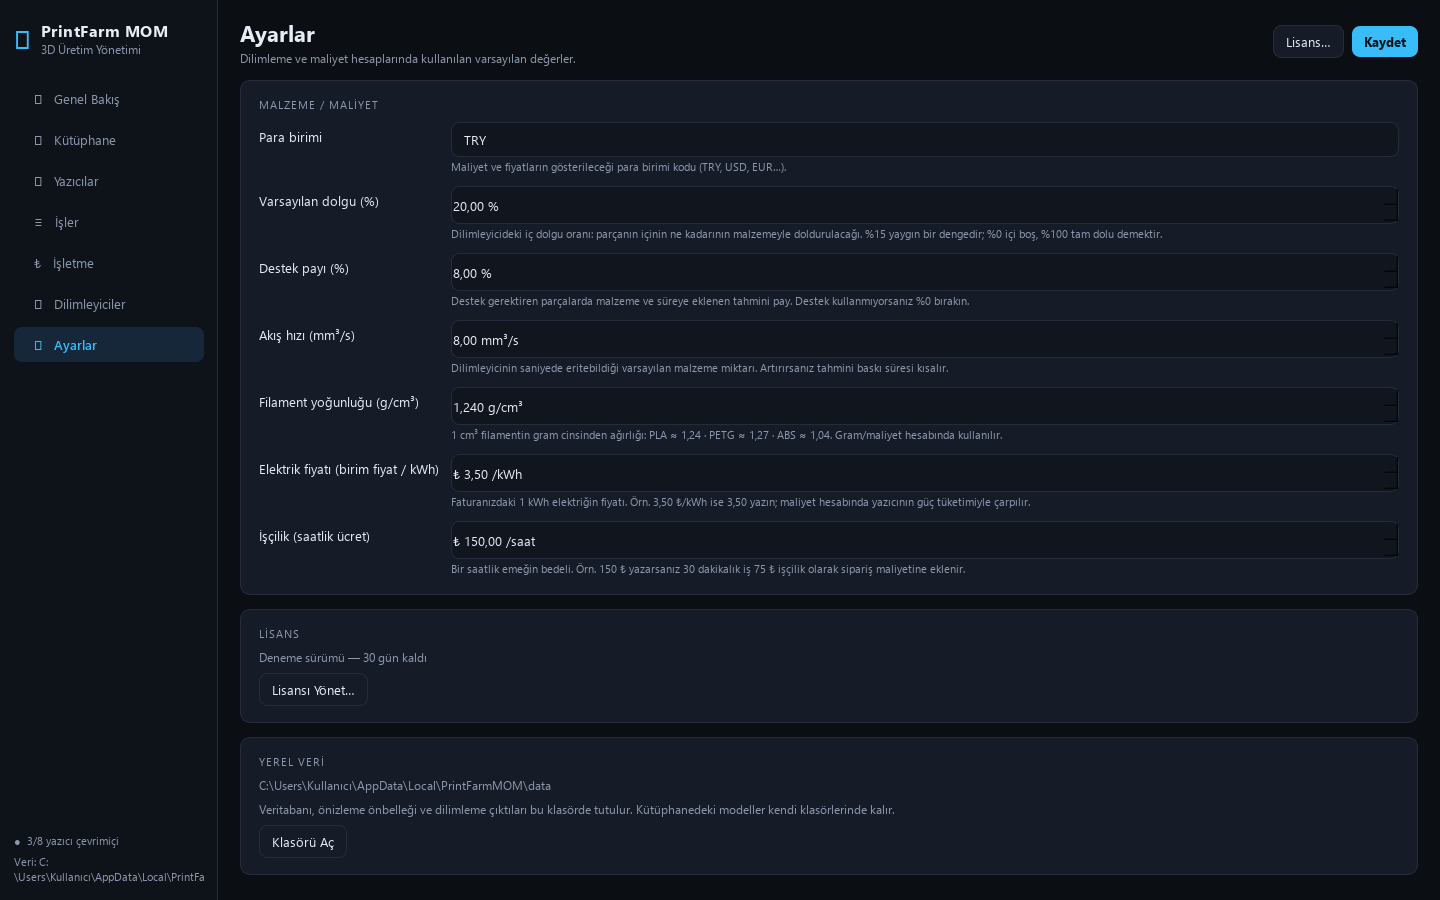 PrintFarm MOM
3D Üretim Yönetimi
Genel Bakış
Kütüphane
Yazıcılar
İşler
₺ İşletme
Dilimleyiciler
Ayarlar
● 3/8 yazıcı çevrimiçi
Veri: C:
\Users\Kullanıcı\AppData\Local\PrintFa
Ayarlar
Dilimleme ve maliyet hesaplarında kullanılan varsayılan değerler.
Lisans...
Kaydet
MALZEME / MALİYET
Para birimi
TRY
Maliyet ve fiyatların gösterileceği para birimi kodu (TRY, USD, EUR...).
Varsayılan dolgu (%)
20,00 %
Dilimleyicideki iç dolgu oranı: parçanın içinin ne kadarının malzemeyle doldurulacağı. %15 yaygın bir dengedir; %0 içi boş, %100 tam dolu demektir.
Destek payı (%)
8,00 %
Destek gerektiren parçalarda malzeme ve süreye eklenen tahmini pay. Destek kullanmıyorsanız %0 bırakın.
Akış hızı (mm³/s)
8,00 mm³/s
Dilimleyicinin saniyede eritebildiği varsayılan malzeme miktarı. Artırırsanız tahmini baskı süresi kısalır.
Filament yoğunluğu (g/cm³)
1,240 g/cm³
1 cm³ filamentin gram cinsinden ağırlığı: PLA ≈ 1,24 · PETG ≈ 1,27 · ABS ≈ 1,04. Gram/maliyet hesabında kullanılır.
Elektrik fiyatı (birim fiyat / kWh)
₺ 3,50 /kWh
Faturanızdaki 1 kWh elektriğin fiyatı. Örn. 3,50 ₺/kWh ise 3,50 yazın; maliyet hesabında yazıcının güç tüketimiyle çarpılır.
İşçilik (saatlik ücret)
₺ 150,00 /saat
Bir saatlik emeğin bedeli. Örn. 150 ₺ yazarsanız 30 dakikalık iş 75 ₺ işçilik olarak sipariş maliyetine eklenir.
LİSANS
Deneme sürümü — 30 gün kaldı
Lisansı Yönet...
YEREL VERİ
C:\Users\Kullanıcı\AppData\Local\PrintFarmMOM\data
Veritabanı, önizleme önbelleği ve dilimleme çıktıları bu klasörde tutulur. Kütüphanedeki modeller kendi klasörlerinde kalır.
Klasörü Aç